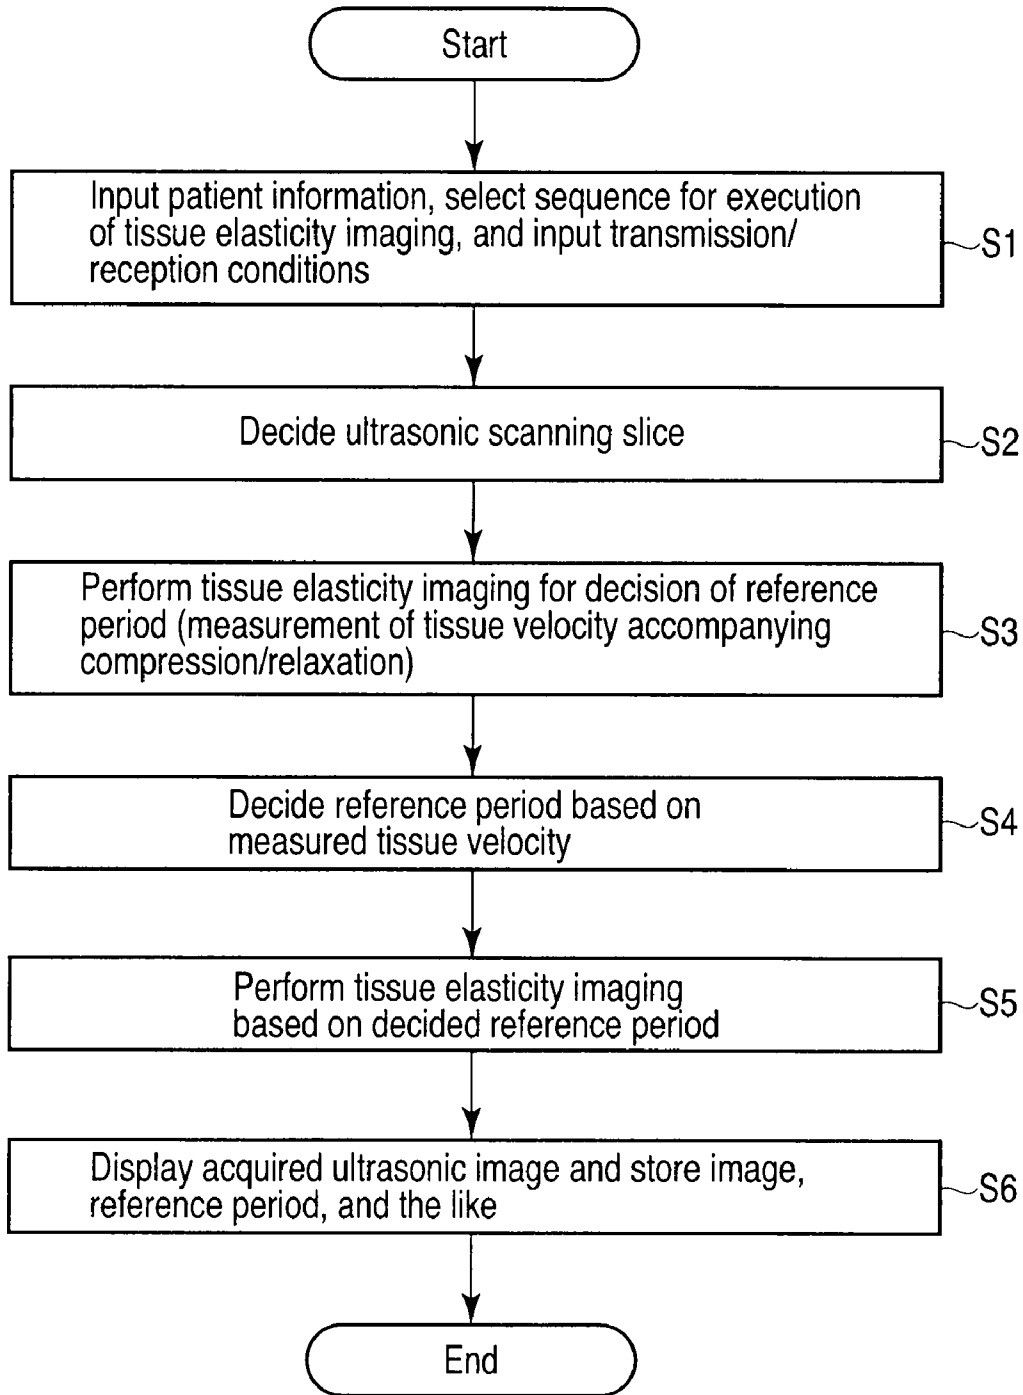 Start
Input patient information, select sequence for execution
of tissue elasticity imaging, and input transmission/
reception conditions
S1
Decide ultrasonic scanning slice
S2
Perform tissue elasticity imaging for decision of reference
period (measurement of tissue velocity accompanying
compression/relaxation)
S3
Decide reference period based on
measured tissue velocity
S4
Perform tissue elasticity imaging
based on decided reference period
S5
Display acquired ultrasonic image and store image,
reference period, and the like
S6
End